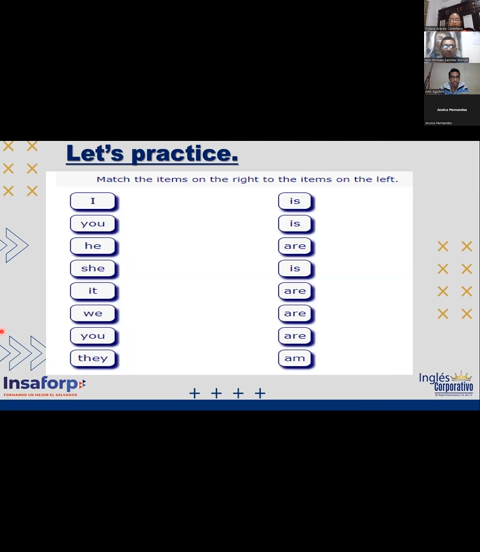 Annica Hernandez
Let's practice.
Match the items on the right to the items on the left.
I is
you is
he are
she is
it are
we are
you are
they am
Insaforp
FORMANDO UN MEJOR EL SALVADOR
Inglés
Corporativo